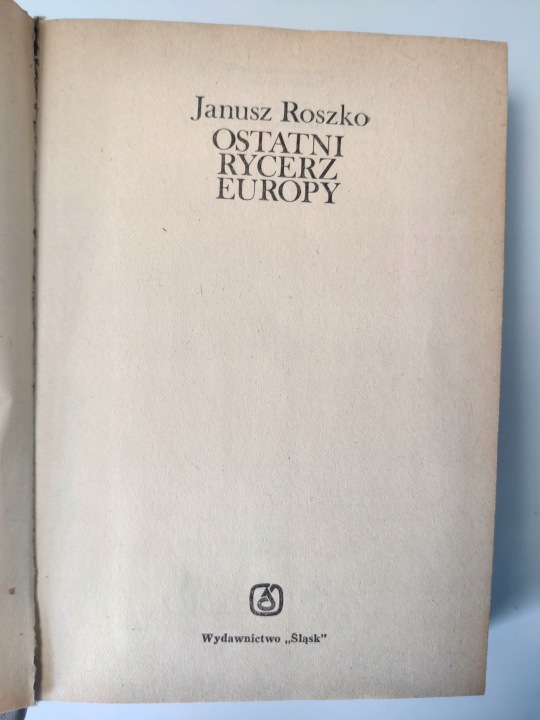 Janusz Roszko
OSTATNI
RYCERZ
EUROPY
Wydawnictwo „Śląsk”